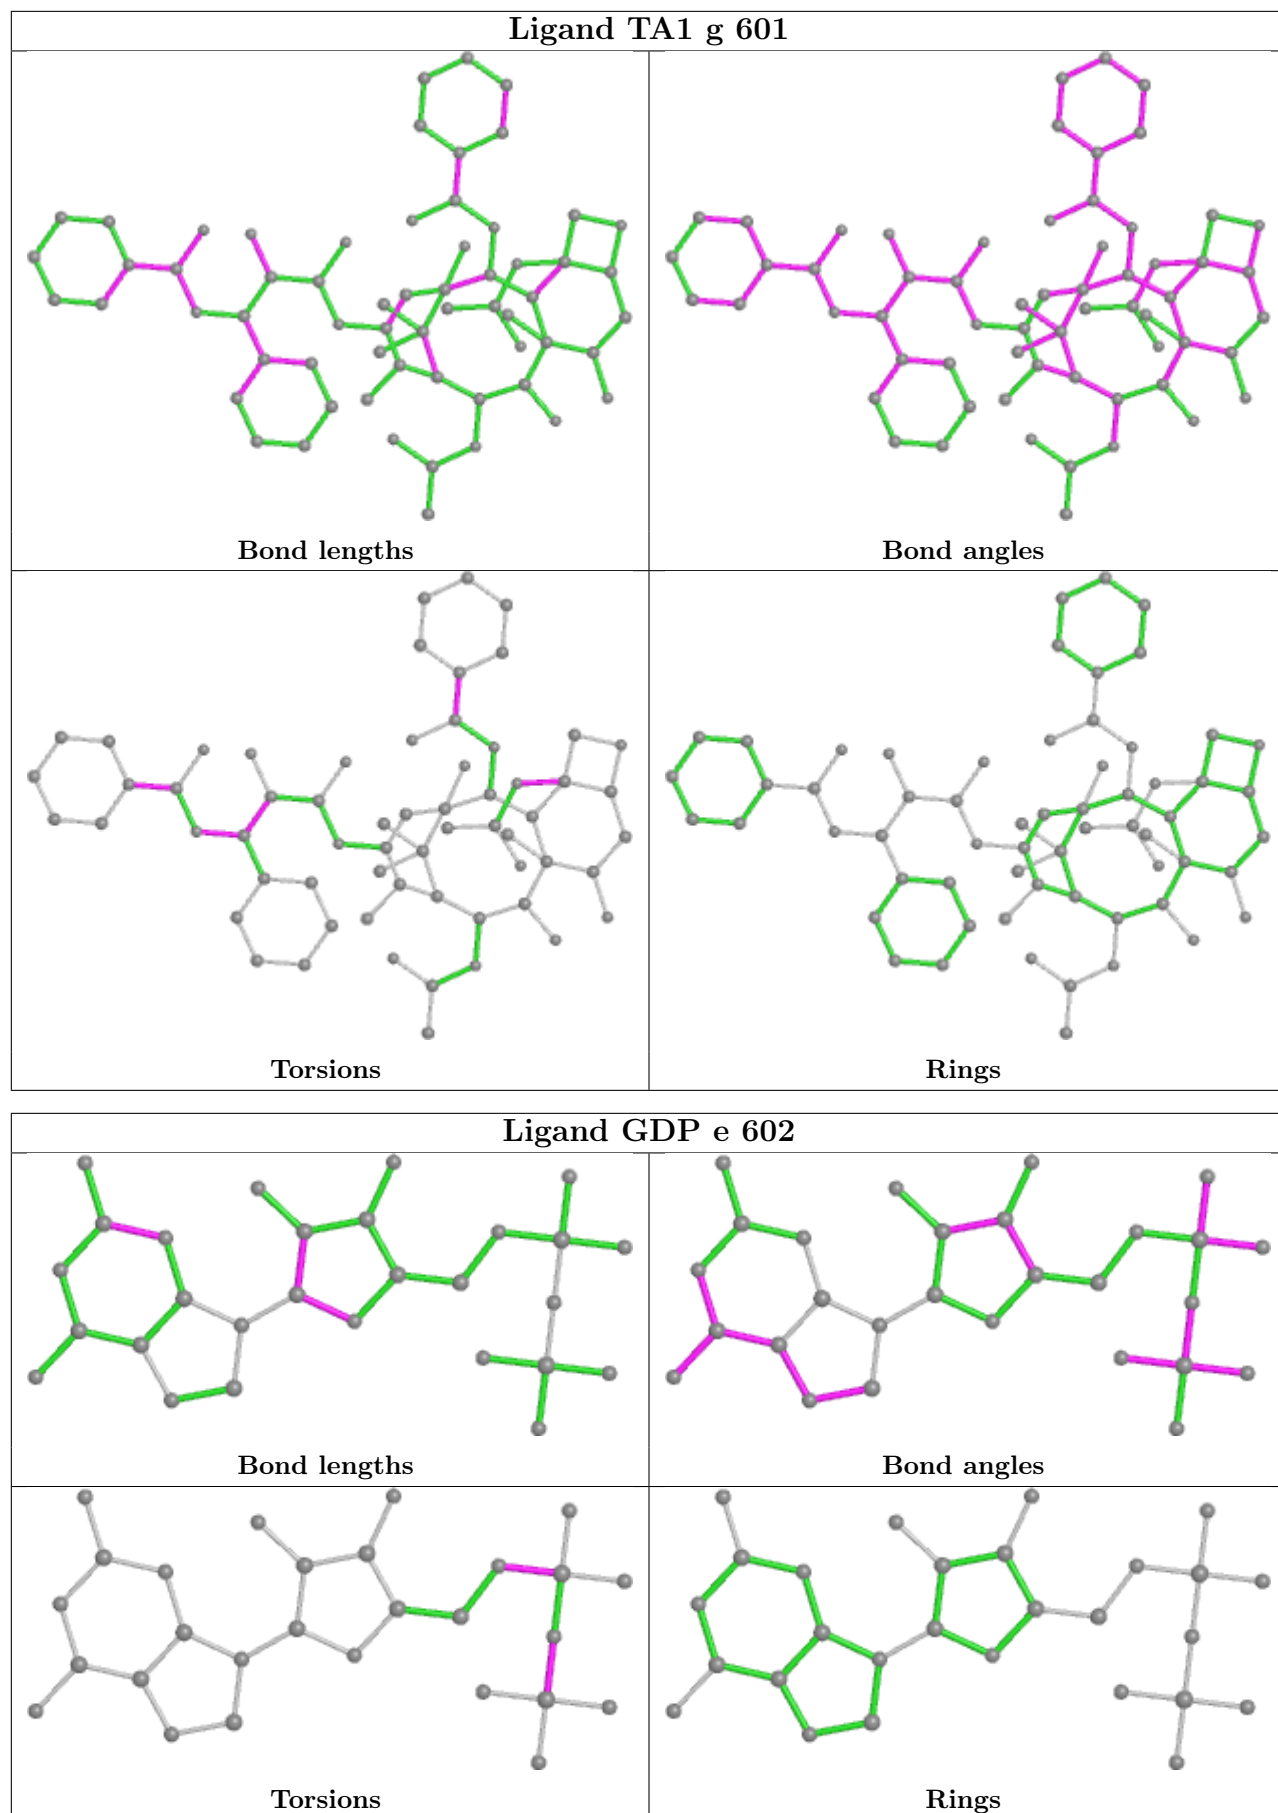 Ligand TA1 g 601
Bond lengths
Bond angles
Torsions
Rings
Ligand GDP e 602
Bond lengths
Bond angles
Torsions
Rings